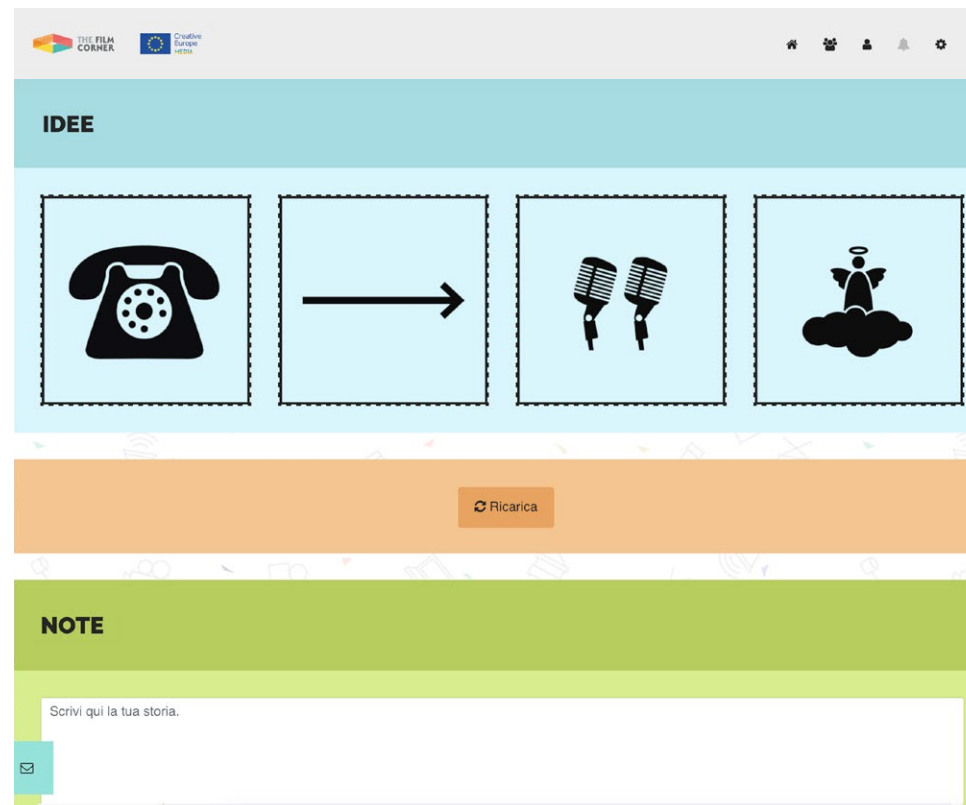 THE FILM
CORNER
Creative
Europe
MEDIA
IDEE
Ricarica
NOTE
Scrivi qui la tua storia.